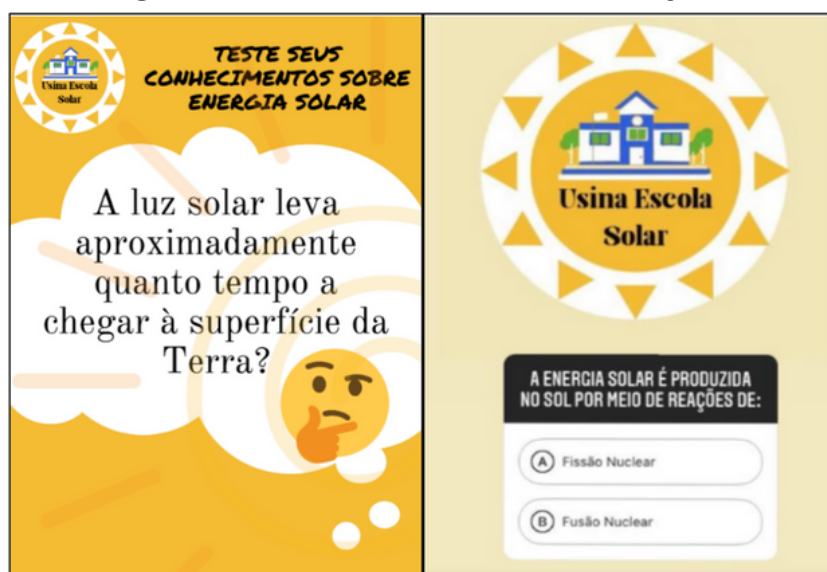 Usina Escola
Solar
TESTE SEUS
CONHECIMENTOS SOBRE
ENERGIA SOLAR
A luz solar leva
aproximadamente
quanto tempo a
chegar à superfície da
Terra?
Usina Escola
Solar
A ENERGIA SOLAR É PRODUZIDA
NO SOL POR MEIO DE REAÇÕES DE:
A Fissão Nuclear
B Fusão Nuclear